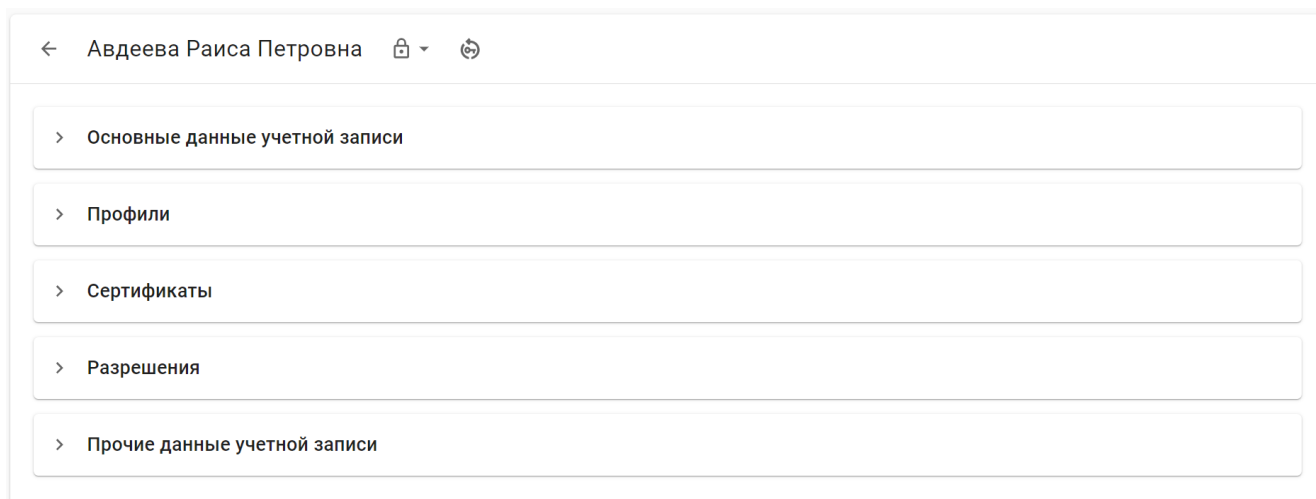 Авдеева Раиса Петровна
Основные данные учетной записи
Профили
Сертификаты
Разрешения
Прочие данные учетной записи